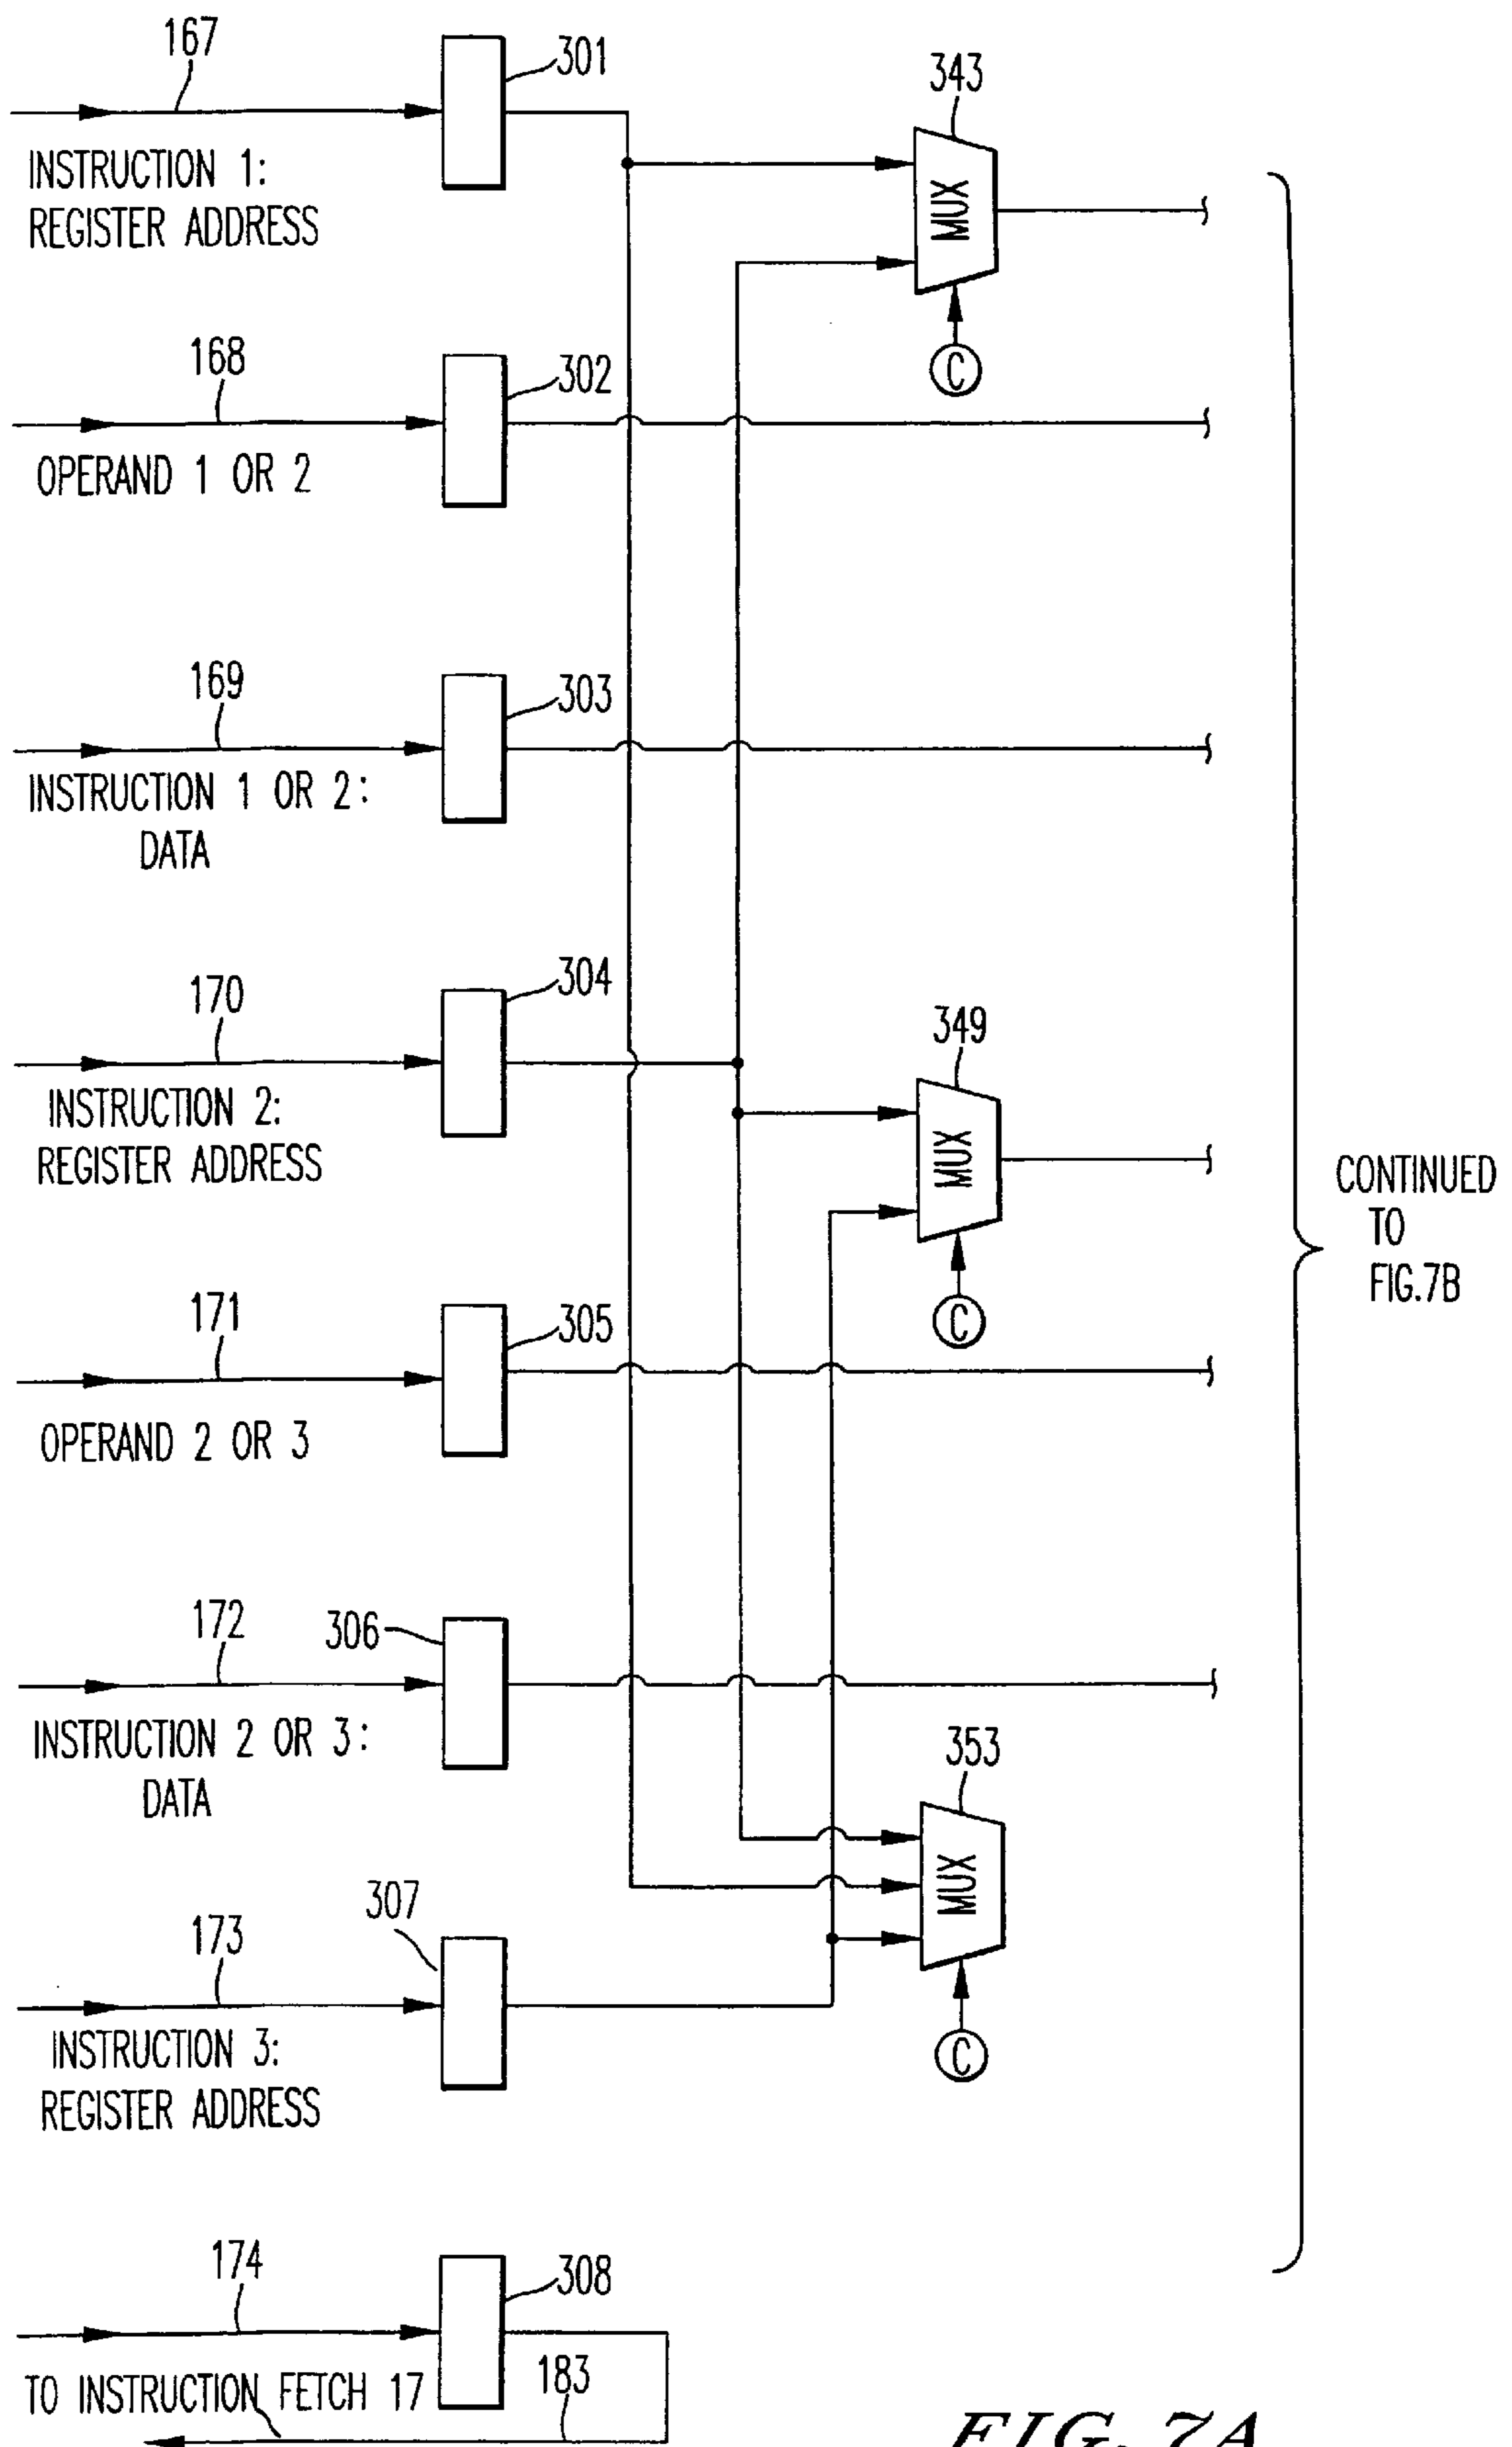 167
301
343
INSTRUCTION 1:
REGISTER ADDRESS
MUX
C
168
302
OPERAND 1 OR 2
169
303
INSTRUCTION 1 OR 2:
DATA
170
304
349
INSTRUCTION 2:
REGISTER ADDRESS
MUX
C
CONTINUED
TO
FIG.7B
171
305
OPERAND 2 OR 3
172
306
INSTRUCTION 2 OR 3:
DATA
353
MUX
173
307
INSTRUCTION 3:
REGISTER ADDRESS
C
174
308
TO INSTRUCTION FETCH 17
183
FIG. 7A